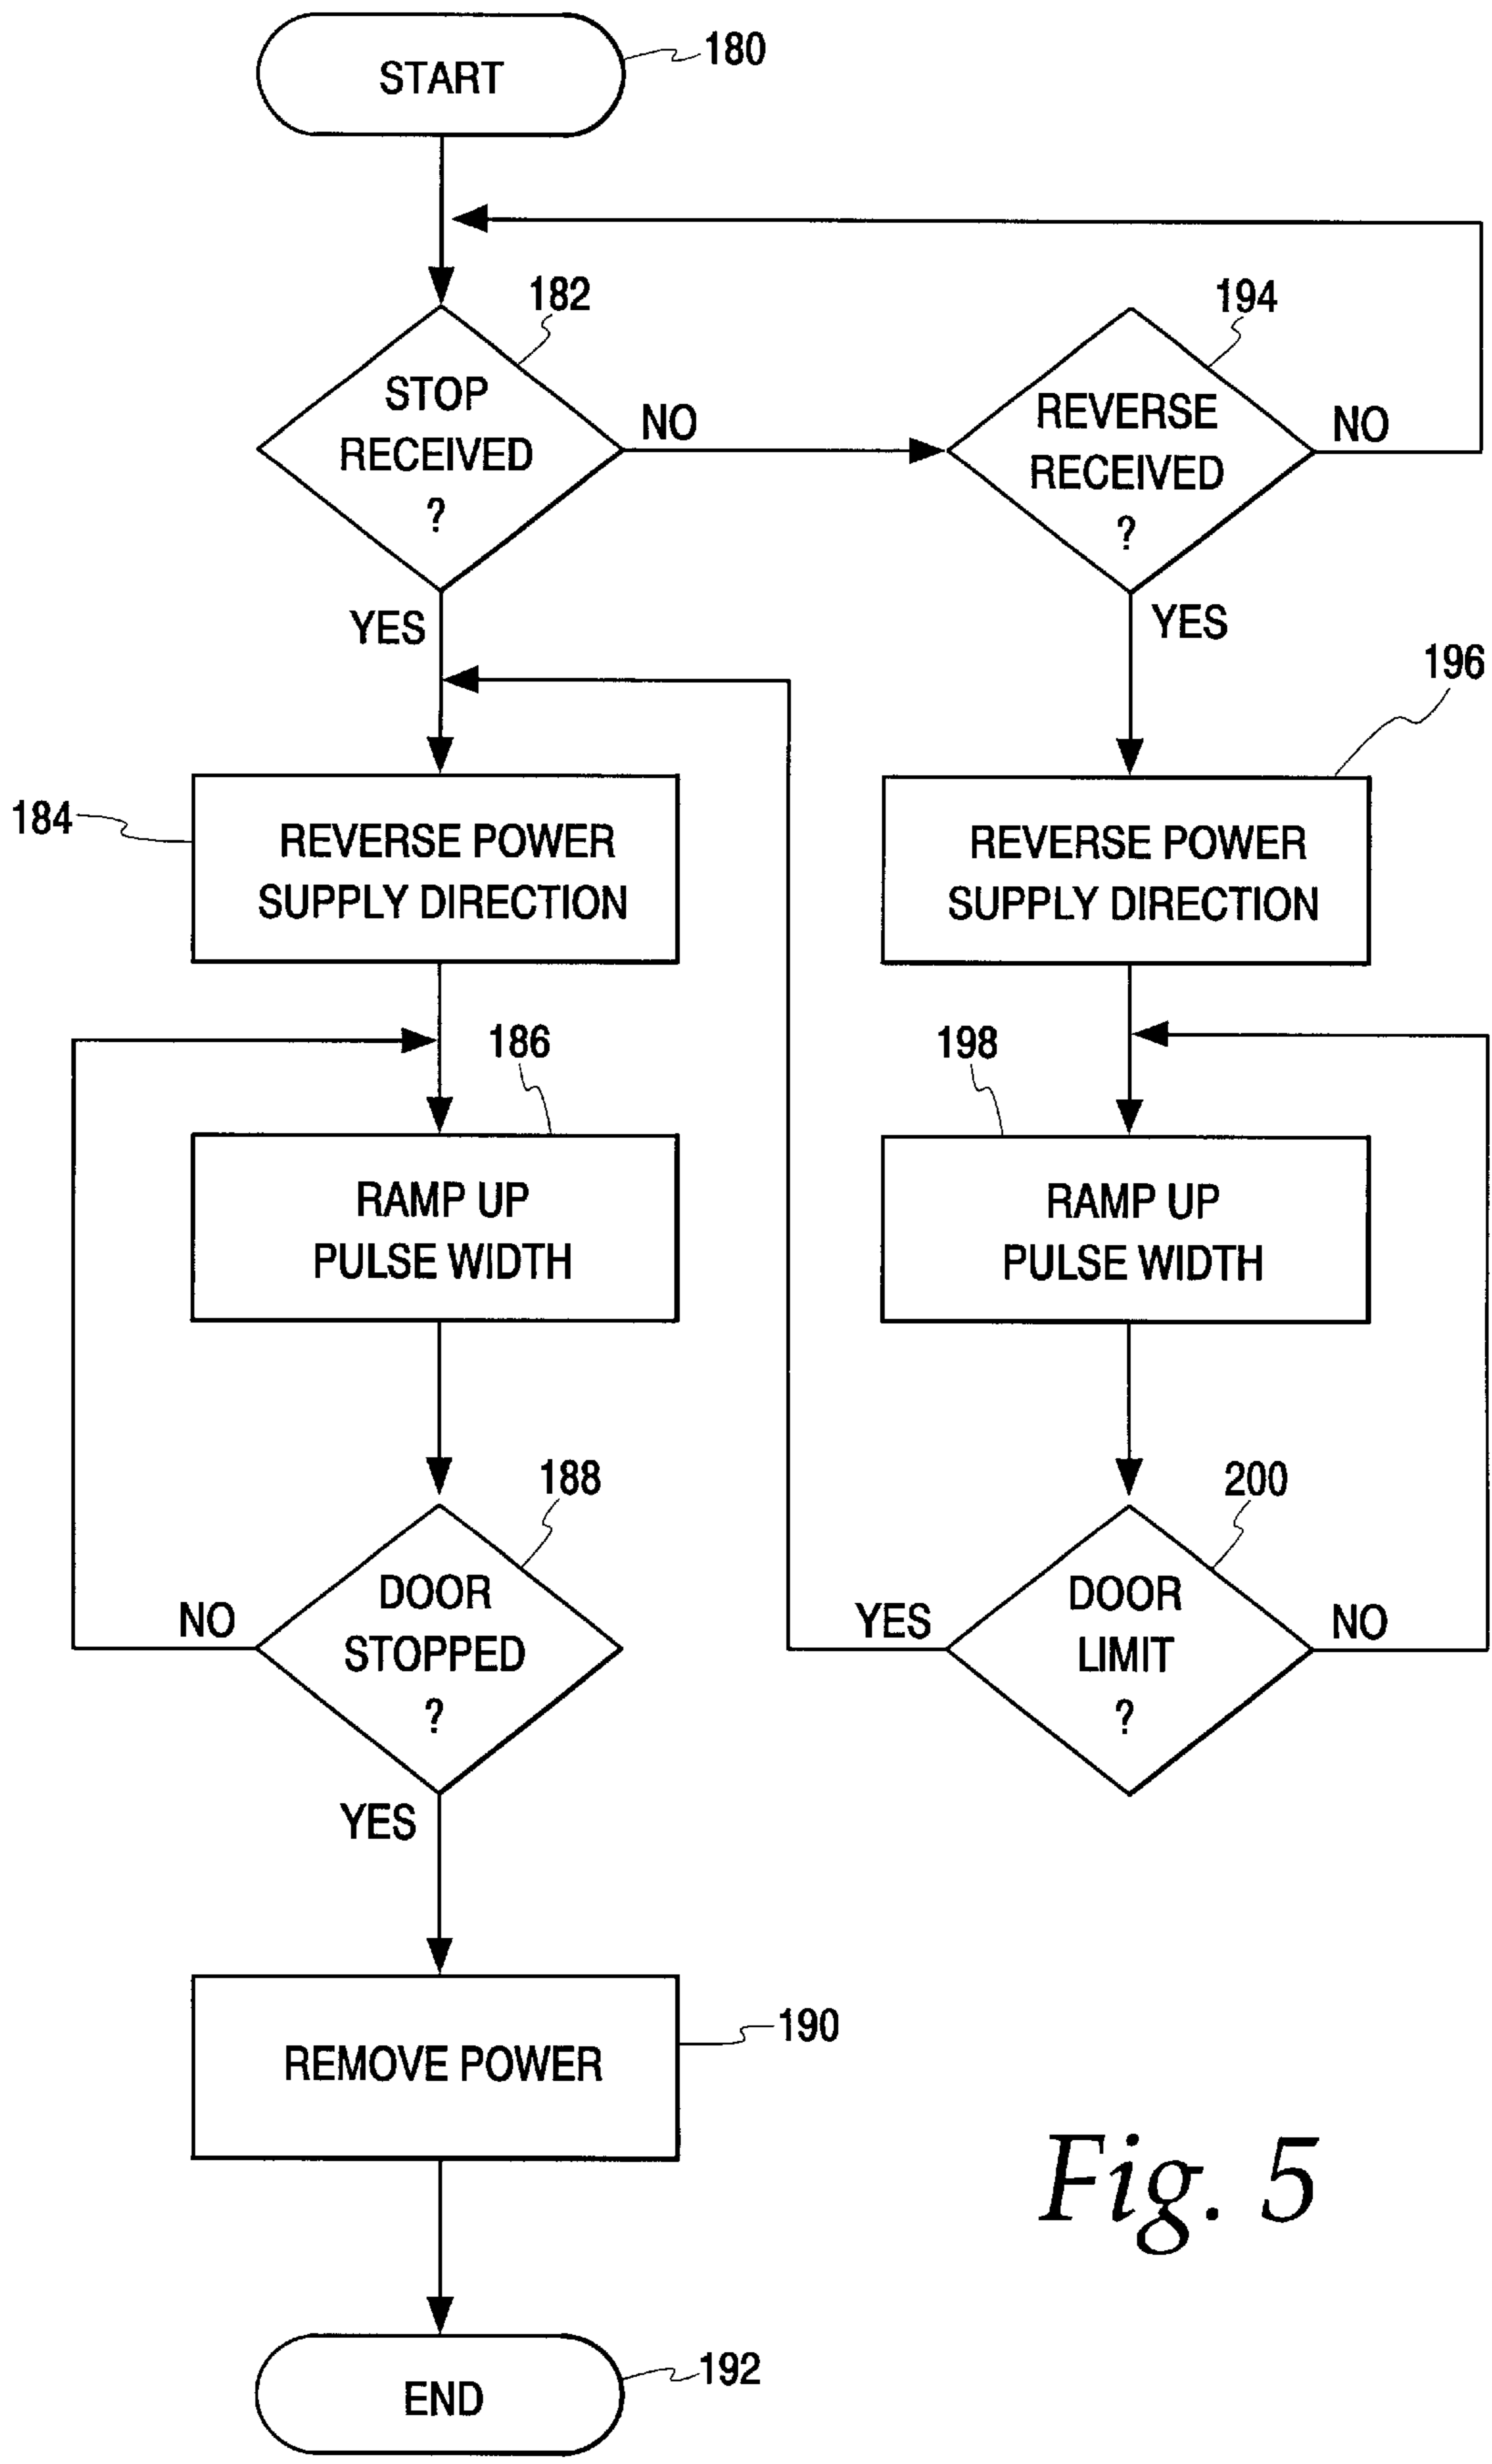 START
180
182
STOP
RECEIVED
?
NO
YES
194
REVERSE
RECEIVED
?
NO
YES
184
REVERSE POWER
SUPPLY DIRECTION
196
REVERSE POWER
SUPPLY DIRECTION
186
RAMP UP
PULSE WIDTH
198
RAMP UP
PULSE WIDTH
188
DOOR
STOPPED
?
NO
YES
200
DOOR
LIMIT
?
YES
NO
190
REMOVE POWER
Fig. 5
END
192